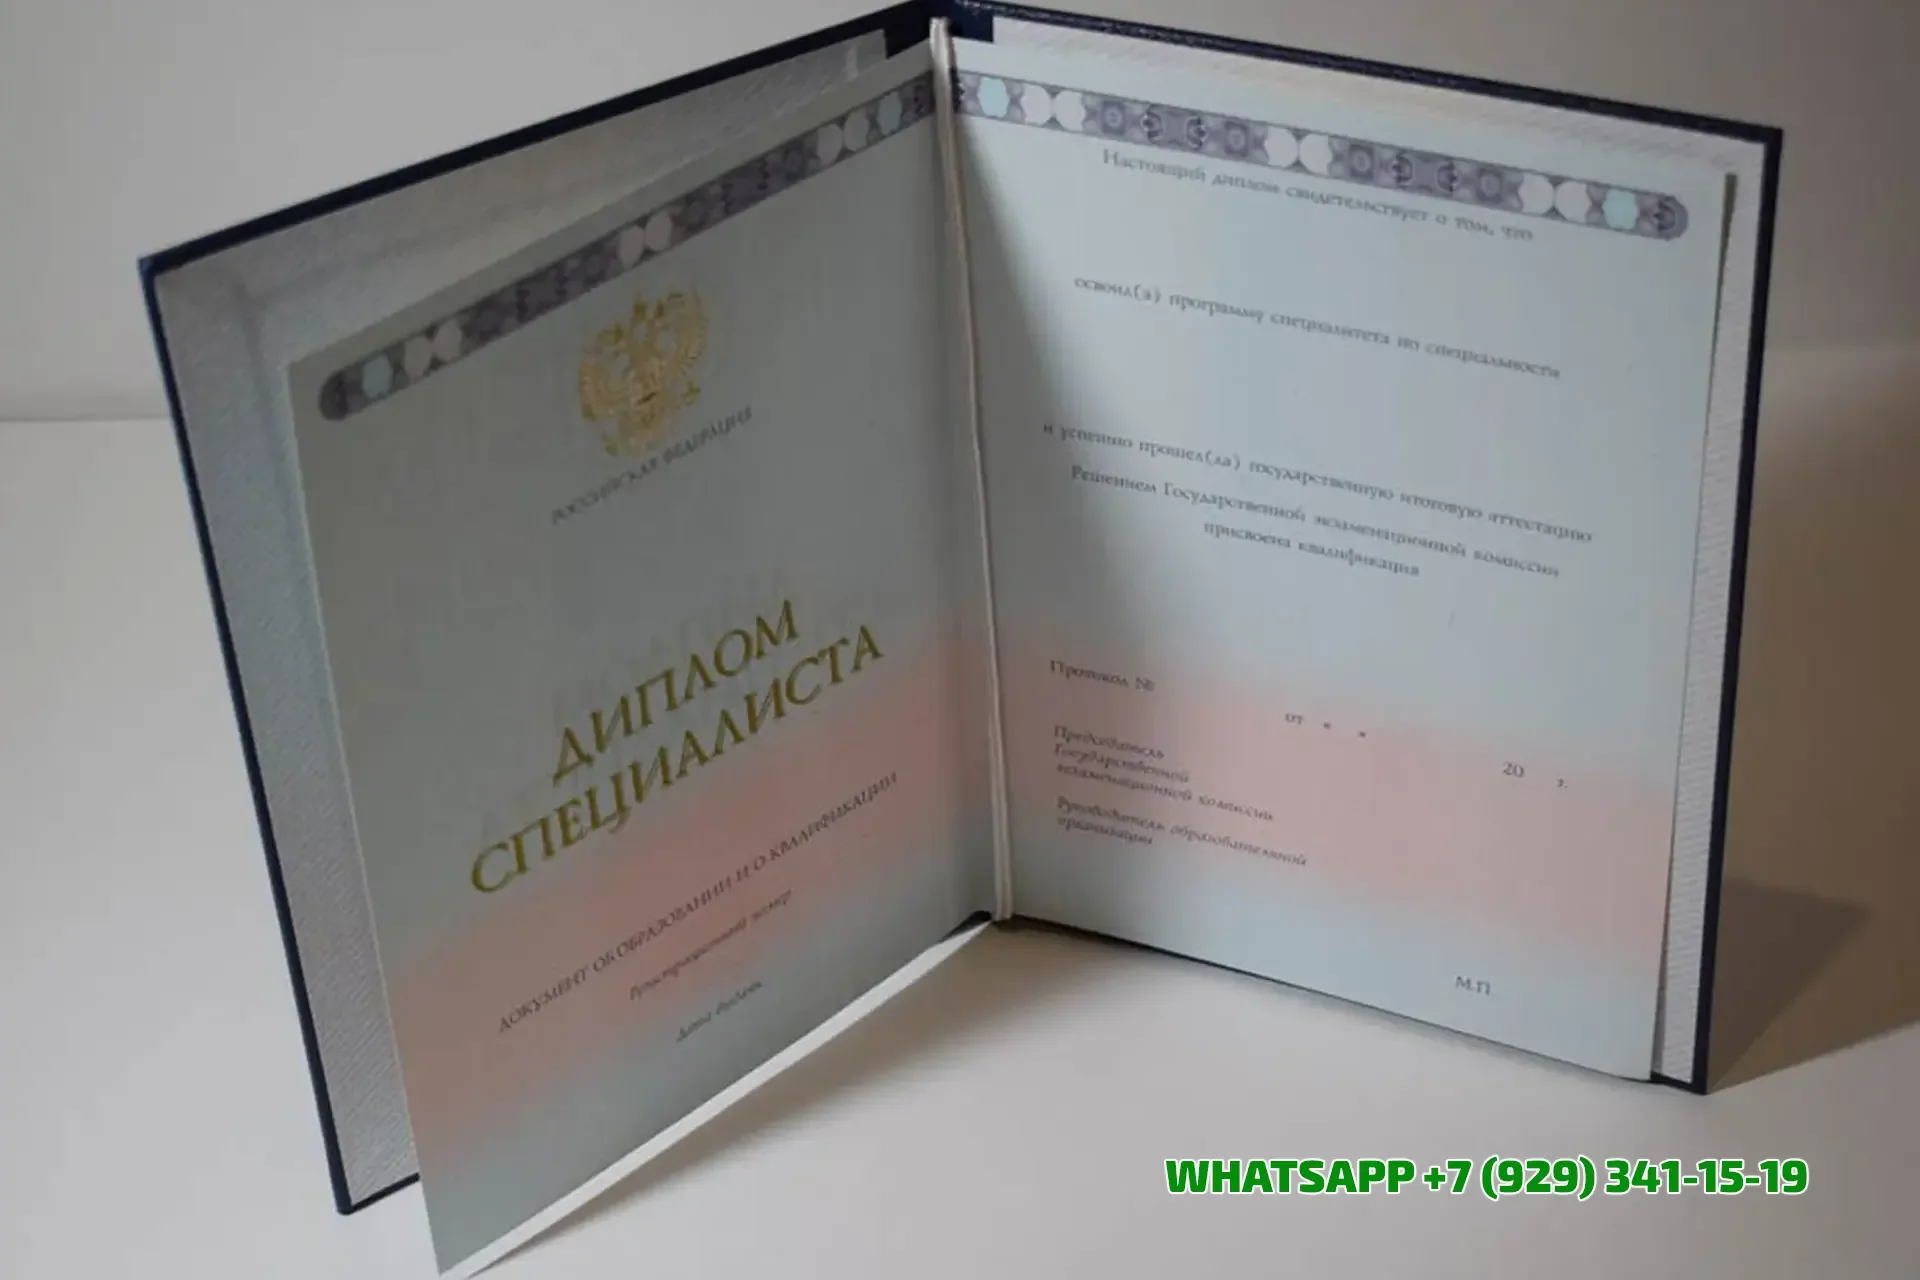 РОССИЙСКАЯ ФЕДЕРАЦИЯ
ДИПЛОМ
СПЕЦИАЛИСТА
ДОКУМЕНТ ОБ ОБРАЗОВАНИИ И О КВАЛИФИКАЦИИ
Регистрационный номер
Дата выдачи
Настоящий диплом свидетельствует о том, что
освоил(а) программу специалитета по специальности
и успешно прошел(ла) государственную итоговую аттестацию
Решением Государственной экзаменационной комиссии
присвоена квалификация
Протокол №
от « »
20 г.
Председатель
Государственной
экзаменационной комиссии
Руководитель образовательной
организации
М.П.
WHATSAPP +7 (929) 341-15-19